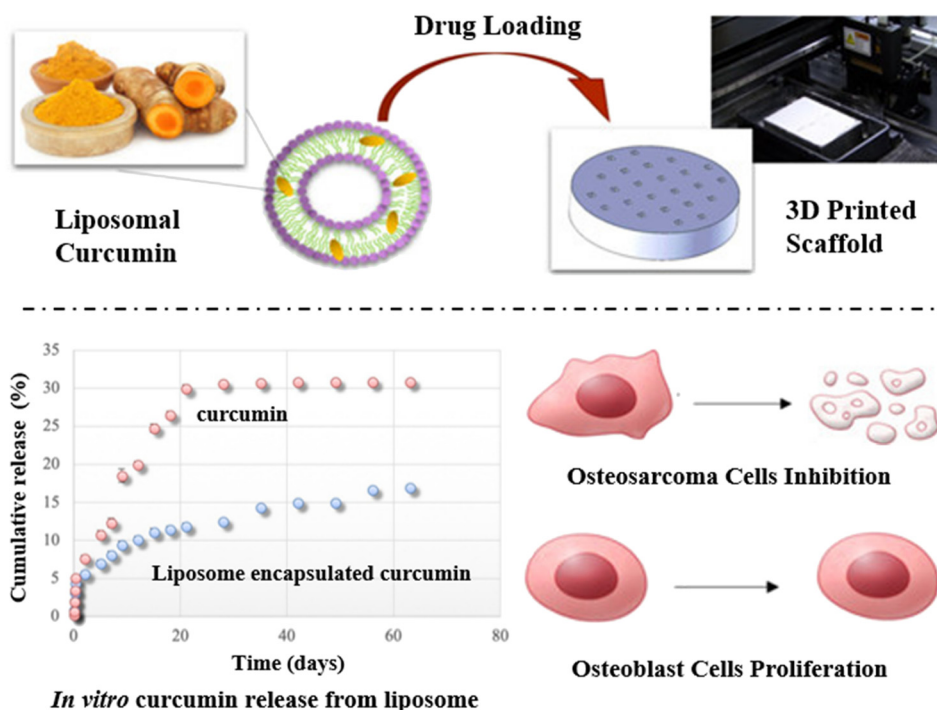 Drug Loading
Liposomal
Curcumin
3D Printed
Scaffold
35
30
25
20
15
10
5
0
Cumulative release (%)
curcumin
Liposome encapsulated curcumin
0
20
40
60
80
Time (days)
In vitro curcumin release from liposome
Osteosarcoma Cells Inhibition
Osteoblast Cells Proliferation